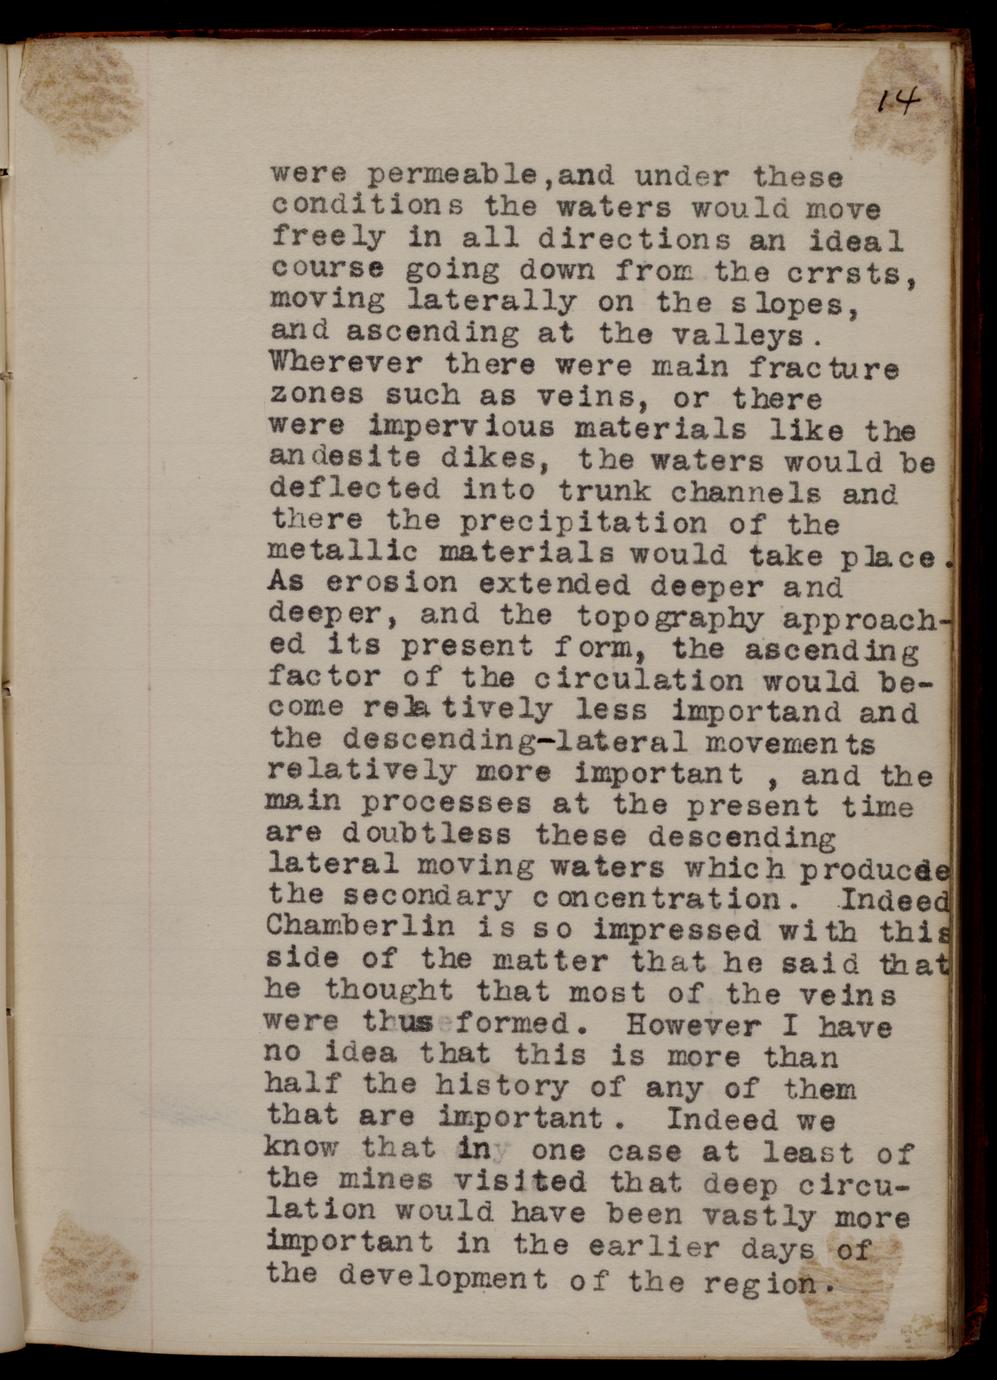 14
were permeable,and under these
conditions the waters would move
freely in all directions an ideal
course going down from the crrsts,
moving laterally on the slopes,
and ascending at the valleys.
Wherever there were main fracture
zones such as veins, or there
were impervious materials like the
andesite dikes, the waters would be
deflected into trunk channels and
there the precipitation of the
metallic materials would take place.
As erosion extended deeper and
deeper, and the topography approach-
ed its present form, the ascending
factor of the circulation would be-
come relatively less importand and
the descending-lateral movements
relatively more important , and the
main processes at the present time
are doubtless these descending
lateral moving waters which produce
the secondary concentration. Indeed
Chamberlin is so impressed with this
side of the matter that he said that
he thought that most of the veins
were thus formed. However I have
no idea that this is more than
half the history of any of them
that are important. Indeed we
know that in one case at least of
the mines visited that deep circu-
lation would have been vastly more
important in the earlier days of
the development of the region.